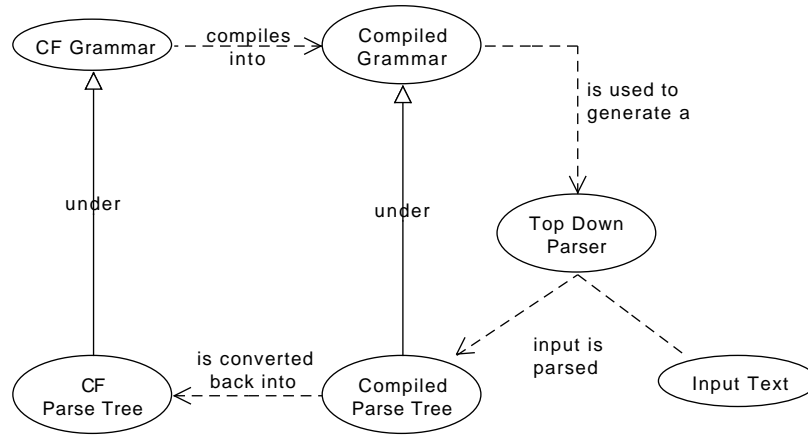 CF Grammar
compiles
into
Compiled
Grammar
is used to
generate a
under
under
Top Down
Parser
is converted
back into
input is
parsed
CF
Parse Tree
Compiled
Parse Tree
Input Text